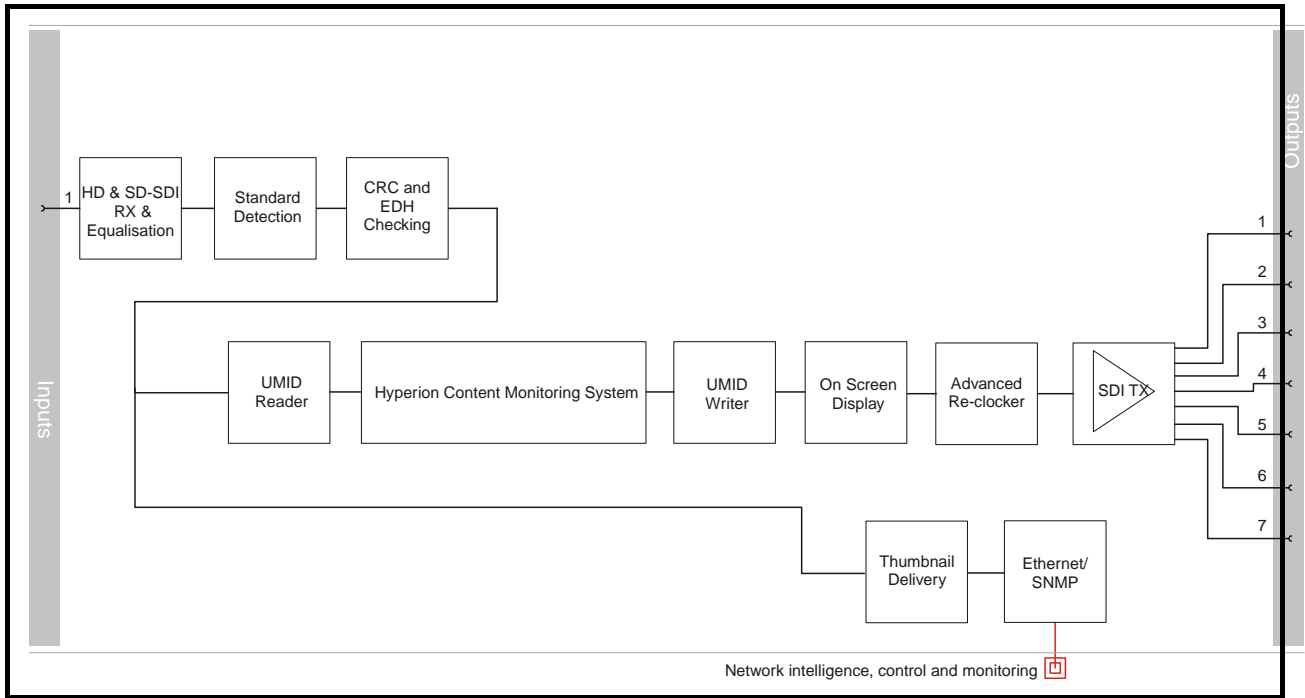 Inputs
Outputs
1
HD & SD-SDI
RX &
Equalisation
Standard
Detection
CRC and
EDH
Checking
UMID
Reader
Hyperion Content Monitoring System
UMID
Writer
On Screen
Display
Advanced
Re-clocker
SDI TX
1
2
3
4
5
6
7
Thumbnail
Delivery
Ethernet/
SNMP
Network intelligence, control and monitoring